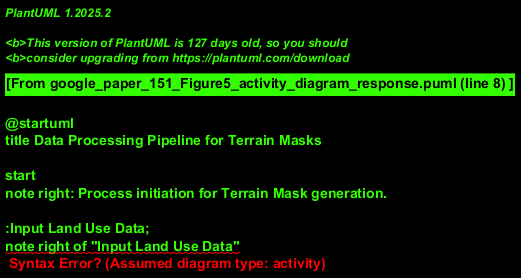 PlantUML 1.2025.2
<b>This version of PlantUML is 127 days old, so you should
<b>consider upgrading from https://plantuml.com/download
[From google_paper_151_Figure5_activity_diagram_response.puml (line 8) ]
@startuml
title Data Processing Pipeline for Terrain Masks
start
note right: Process initiation for Terrain Mask generation.
:Input Land Use Data;
note right of "Input Land Use Data"
Syntax Error? (Assumed diagram type: activity)